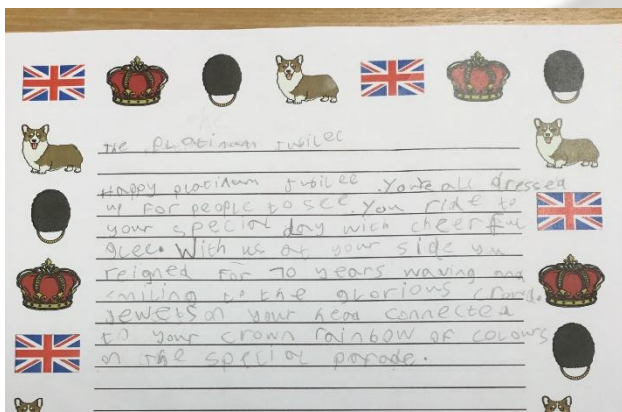 The Platinum Jubilee
Happy platinum Jubilee. You're all dressed
up For people to see. You ride to
your special day with cheerful
glee. With us at your side you
reigned for 70 years waving and
smiling to the glorious crowd.
Jewels on your head connected
to your crown rainbow of colours
on the special parade.